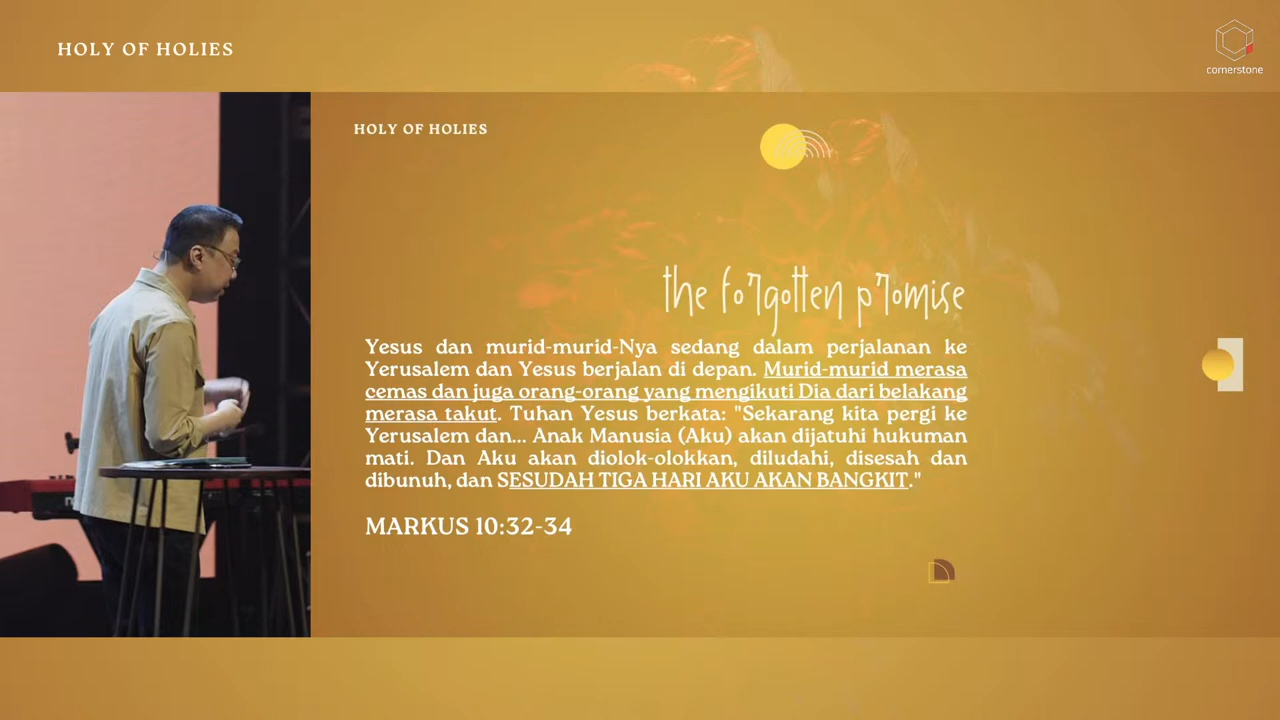 HOLY OF HOLIES
cornerstone
HOLY OF HOLIES
the forgotten promise
Yesus dan murid-murid-Nya sedang dalam perjalanan ke
Yerusalem dan Yesus berjalan di depan. Murid-murid merasa
cemas dan juga orang-orang yang mengikuti Dia dari belakang
merasa takut. Tuhan Yesus berkata: "Sekarang kita pergi ke
Yerusalem dan... Anak Manusia (Aku) akan dijatuhi hukuman
mati. Dan Aku akan diolok-olokkan, diludahi, disesah dan
dibunuh, dan SESUDAH TIGA HARI AKU AKAN BANGKIT."
MARKUS 10:32-34